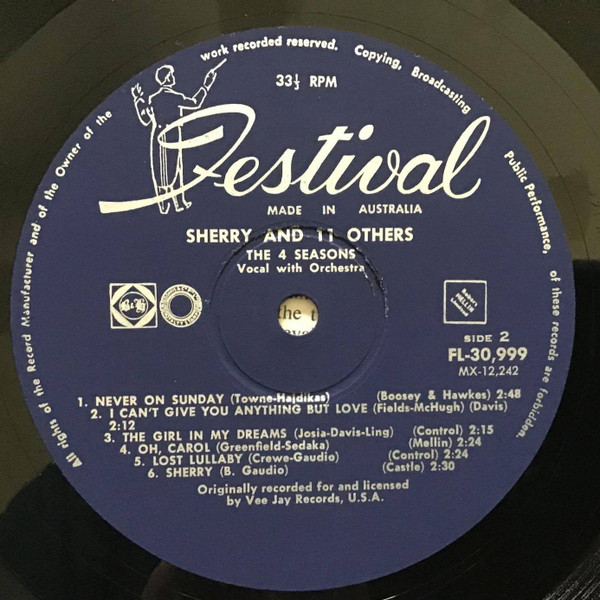 All rights of the Record Manufacturer and of the Owner of the work recorded reserved. Copying, Broadcasting Public Performance, of these records are forbidden.
33⅓ RPM
Festival
MADE IN AUSTRALIA
SHERRY AND 11 OTHERS
THE 4 SEASONS
Vocal with Orchestra
B&H
Robert
MELLIN
the t
SIDE 2
FL-30,999
MX-12,242
1. NEVER ON SUNDAY (Towne-Hajdikas) (Boosey & Hawkes) 2:48
2. I CAN'T GIVE YOU ANYTHING BUT LOVE (Fields-McHugh) (Davis)
2:12
3. THE GIRL IN MY DREAMS (Josia-Davis-Ling) (Control) 2:15
4. OH, CAROL (Greenfield-Sedaka) (Mellin) 2:24
5. LOST LULLABY (Crewe-Gaudio) (Control) 2:24
6. SHERRY (B. Gaudio) (Castle) 2:30
Originally recorded for and licensed
by Vee Jay Records, U.S.A.